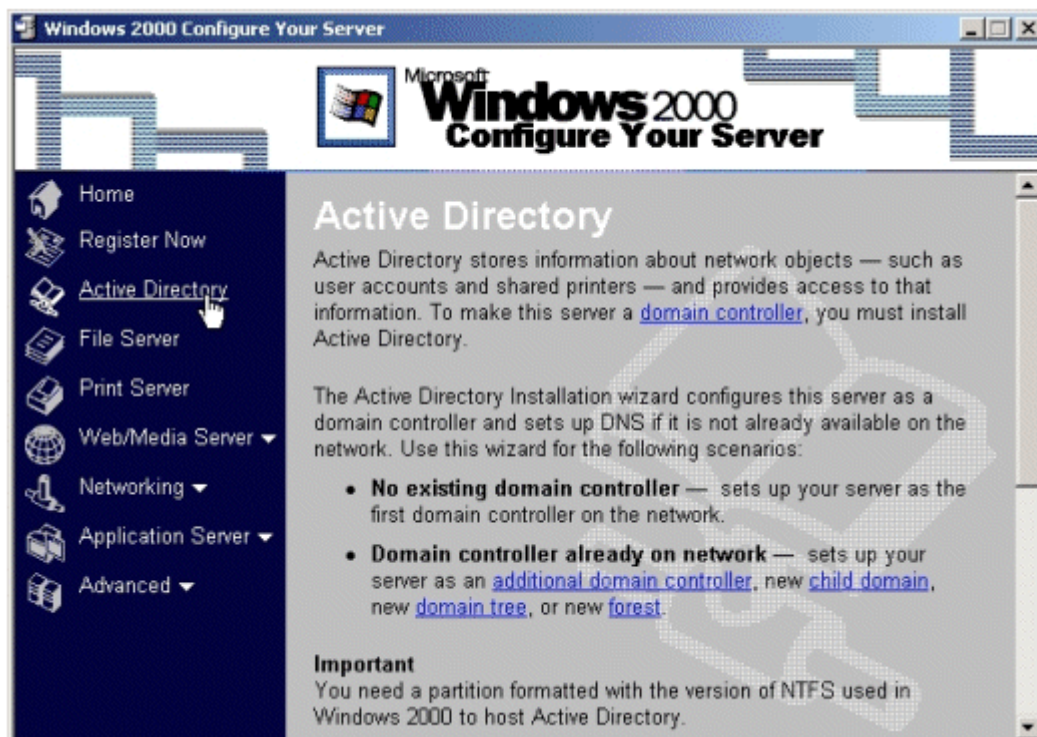 Windows 2000 Configure Your Server
Microsoft
Windows 2000
Configure Your Server
Home
Register Now
Active Directory
File Server
Print Server
Web/Media Server
Networking
Application Server
Advanced
Active Directory
Active Directory stores information about network objects — such as
user accounts and shared printers — and provides access to that
information. To make this server a domain controller, you must install
Active Directory.
The Active Directory Installation wizard configures this server as a
domain controller and sets up DNS if it is not already available on the
network. Use this wizard for the following scenarios:
• No existing domain controller — sets up your server as the
first domain controller on the network.
• Domain controller already on network — sets up your
server as an additional domain controller, new child domain,
new domain tree, or new forest.
Important
You need a partition formatted with the version of NTFS used in
Windows 2000 to host Active Directory.